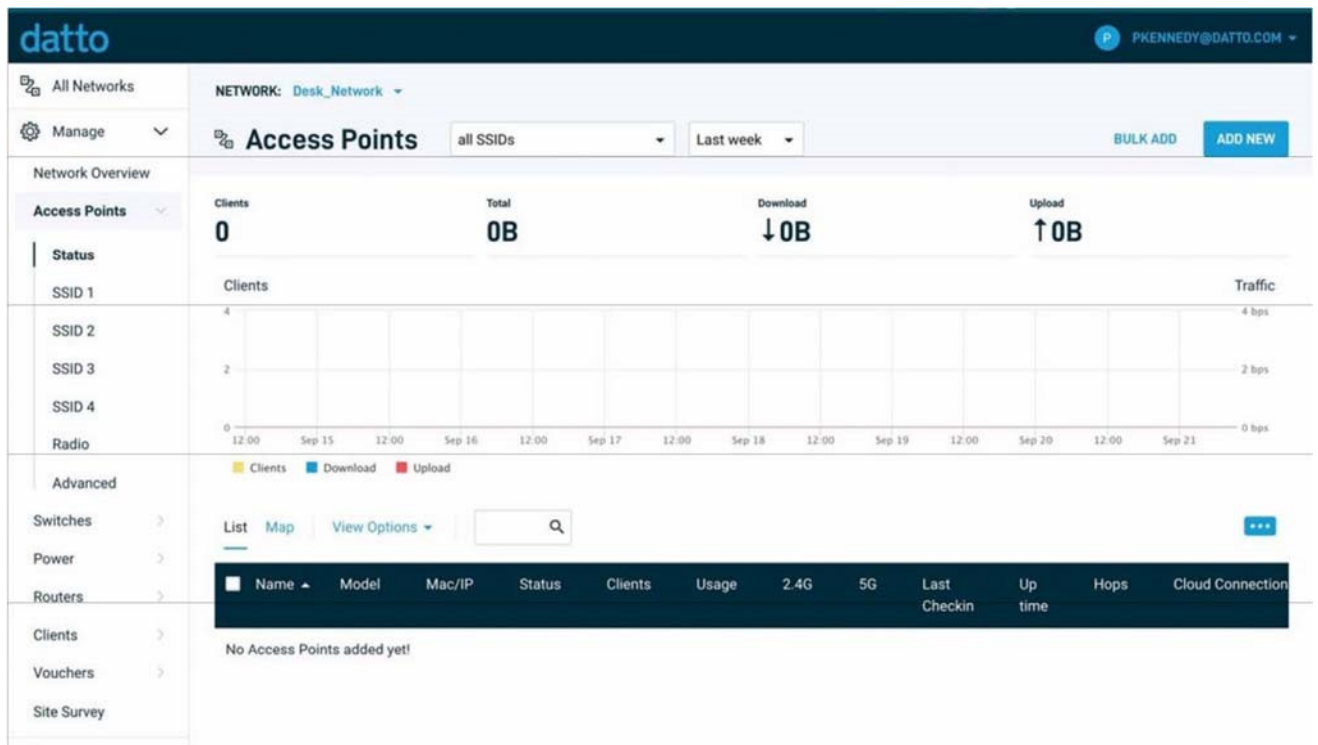 datto
P PKENNEDY@DATTO.COM
All Networks
Manage
Network Overview
Access Points
Status
SSID 1
SSID 2
SSID 3
SSID 4
Radio
Advanced
Switches
Power
Routers
Clients
Vouchers
Site Survey
NETWORK: Desk_Network
Access Points all SSIDs Last week BULK ADD ADD NEW
Clients Total Download Upload
0 0B ↓0B ↑0B
Clients Traffic
4 4 bps
2 2 bps
0 0 bps
12:00 Sep 15 12:00 Sep 16 12:00 Sep 17 12:00 Sep 18 12:00 Sep 19 12:00 Sep 20 12:00 Sep 21
Clients Download Upload
List Map View Options
Name Model Mac/IP Status Clients Usage 2.4G 5G Last Checkin Up time Hops Cloud Connection
No Access Points added yet!